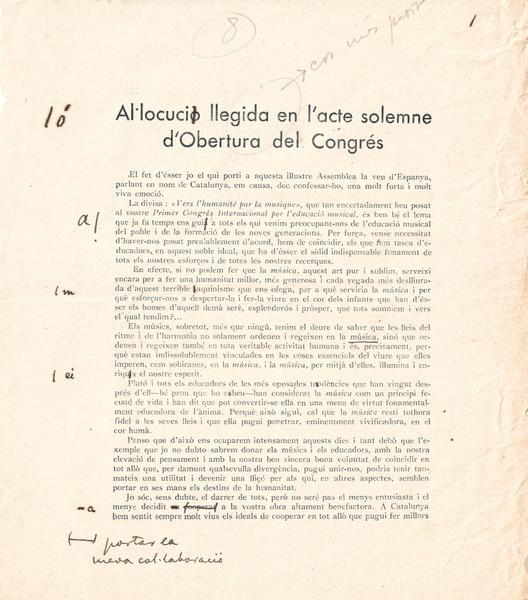 8
1
→ cos més petit
Al·locució llegida en l'acte solemne
ló
d'Obertura del Congrés
El fet d'ésser jo el qui porti a aquesta il·lustre Assemblea la veu d'Espanya,
parlant en nom de Catalunya, em causa, dec confessar-ho, una molt forta i molt
viva emoció.
La divisa : «Vers l'humanité par la musique», que tan encertadament heu posat
al vostre Primer Congrés Internacional per l'educació musical, és ben bé el lema
a/
que ja fa temps ens gui a tots els qui venim preocupant-nos de l'educació musical
del poble i de la formació de les noves generacions. Per força, sense necessitat
d'haver-nos posat prealablement d'acord, hem de coincidir, els que fem tasca d'e-
ducadors, en aquest noble ideal, que ha d'ésser el sòlid indispensable fonament de
tots els nostres esforços i de totes les nostres recerques.
En efecte, si no podem fer que la música, aquest art pur i sublim, serveixi
encara per a fer una humanitat millor, més generosa i cada vegada més deslliura-
da d'aquest terrible aquinisme que ens ofega, per a què serviria la música i per
l m
què esforçar-nos a despertar-la i fer-la viure en el cor dels infants que han d'és-
ser els homes d'aquell demà serè, esplendorós i pròsper, que tots somniem i vers
el qual tendim?...
Els músics, sobretot, més que ningú, tenim el deure de saber que les lleis del
ritme i de l'harmonia no solament ordenen i regeixen en la música, sinó que or-
denen i regeixen també en tota veritable activitat humana i és, precisament, per-
què estan indissolublement vinculades en les coses essencials del viure que elles
imperen, com sobiranes, en la música, i la música, per mitjà d'elles, illumina i en-
l ei
riqueix el nostre esperit.
Plató i tots els educadors de les més oposades tendències que han vingut des-
prés d'ell—bé prou que ho sabeu—han considerat la música com un principi fe-
cund de vida i han dit que pot convertir-se ella en una mena de virtut fonamental-
ment educadora de l'ànima. Perquè això sigui, cal que la música resti tothora
fidel a les seves lleis i que ella pugui penetrar, eminentment vivificadora, en el
cor humà.
Penso que d'això ens ocuparem intensament aquests dies i tant debò que l'e-
xemple que jo no dubto sabren donar els músics i els educadors, amb la nostra
elevació de pensament i amb la nostra ben sincera bona voluntat de coincidir en
tot allò que, per damunt qualsevulla divergència, pugui unir-nos, podria tenir tan-
mateix una utilitat i devenir una lliçó per als qui, en altres aspectes, semblen
portar en ses mans els destins de la humanitat.
Jo sóc, sens dubte, el darrer de tots, però no seré pas el menys entusiasta i el
-a
menys decidit en a la vostra obra altament benefactora. A Catalunya
hem sentit sempre molt vius els ideals de cooperar en tot allò que pugui fer millors
portar la
meva col·laboració